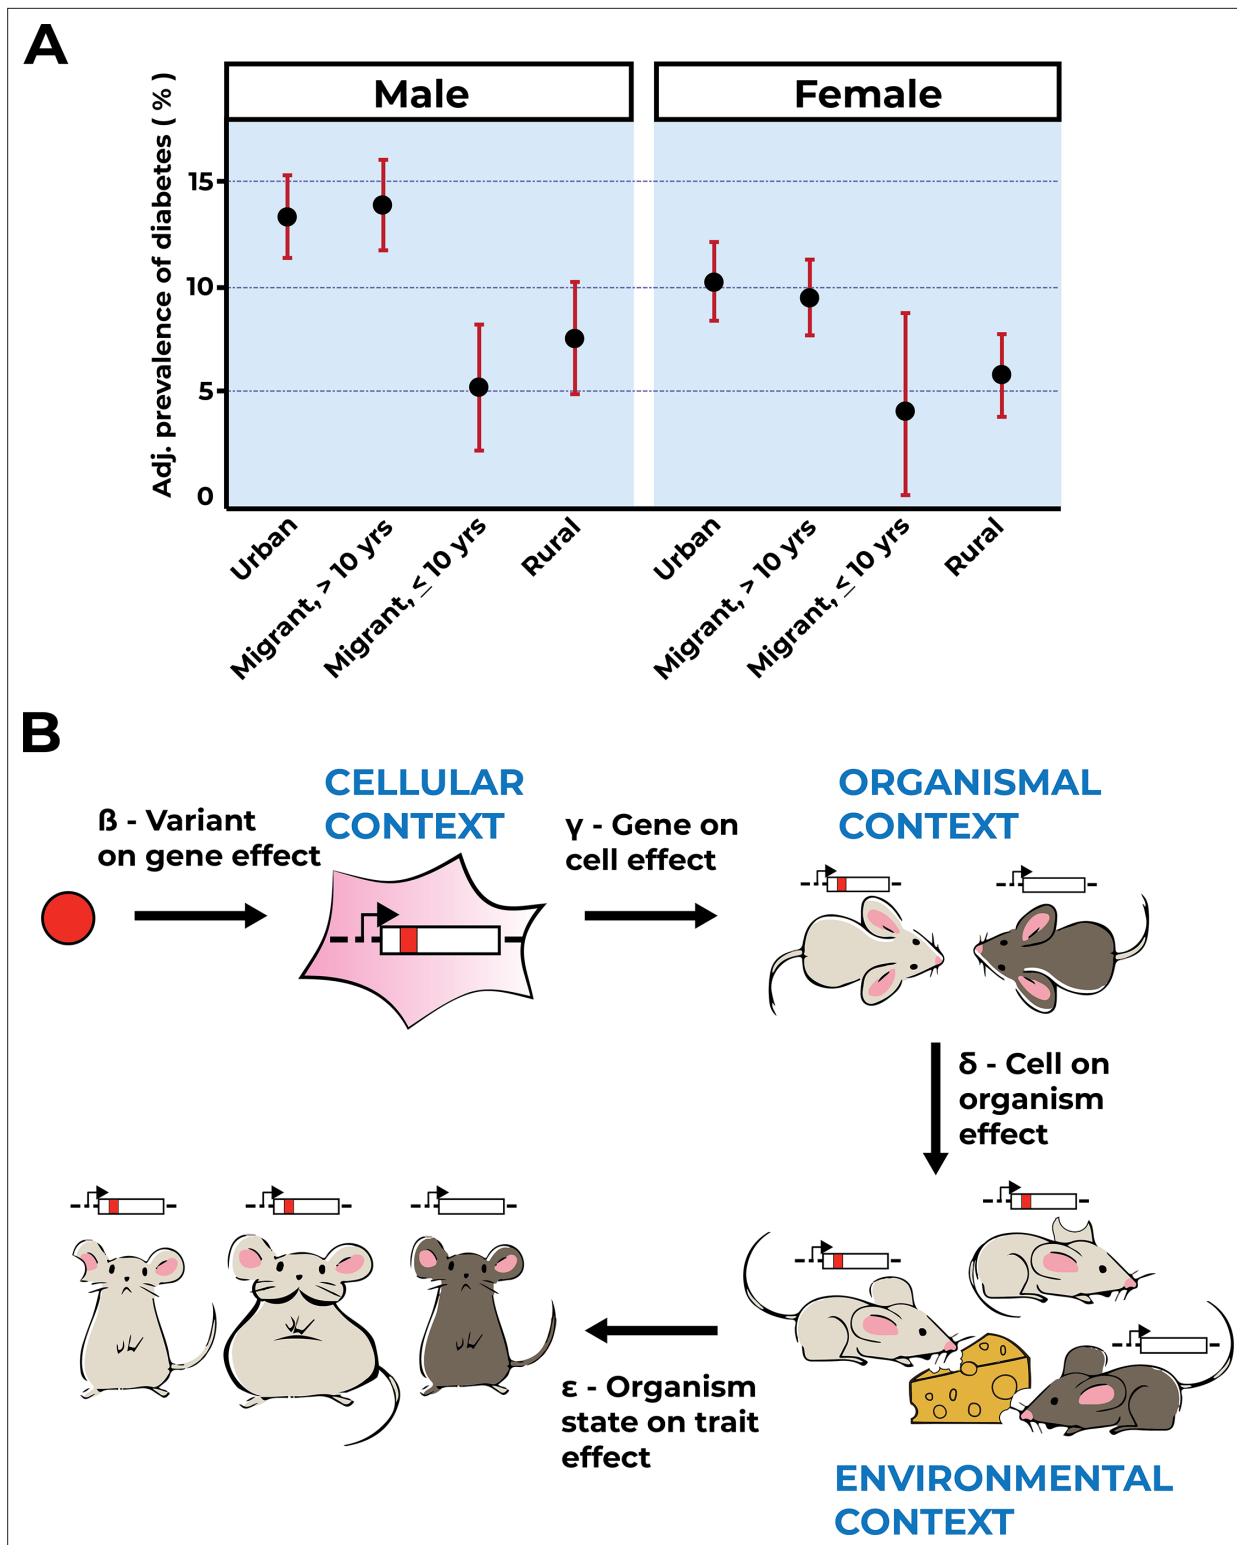 A
Male
Female
Adj. prevalence of diabetes (%)
15
10
5
0
Urban
Migrant, > 10 yrs
Migrant, ≤ 10 yrs
Rural
Urban
Migrant, > 10 yrs
Migrant, ≤ 10 yrs
Rural
B
ß - Variant
on gene effect
CELLULAR
CONTEXT
γ - Gene on
cell effect
ORGANISMAL
CONTEXT
δ - Cell on
organism
effect
ε - Organism
state on trait
effect
ENVIRONMENTAL
CONTEXT